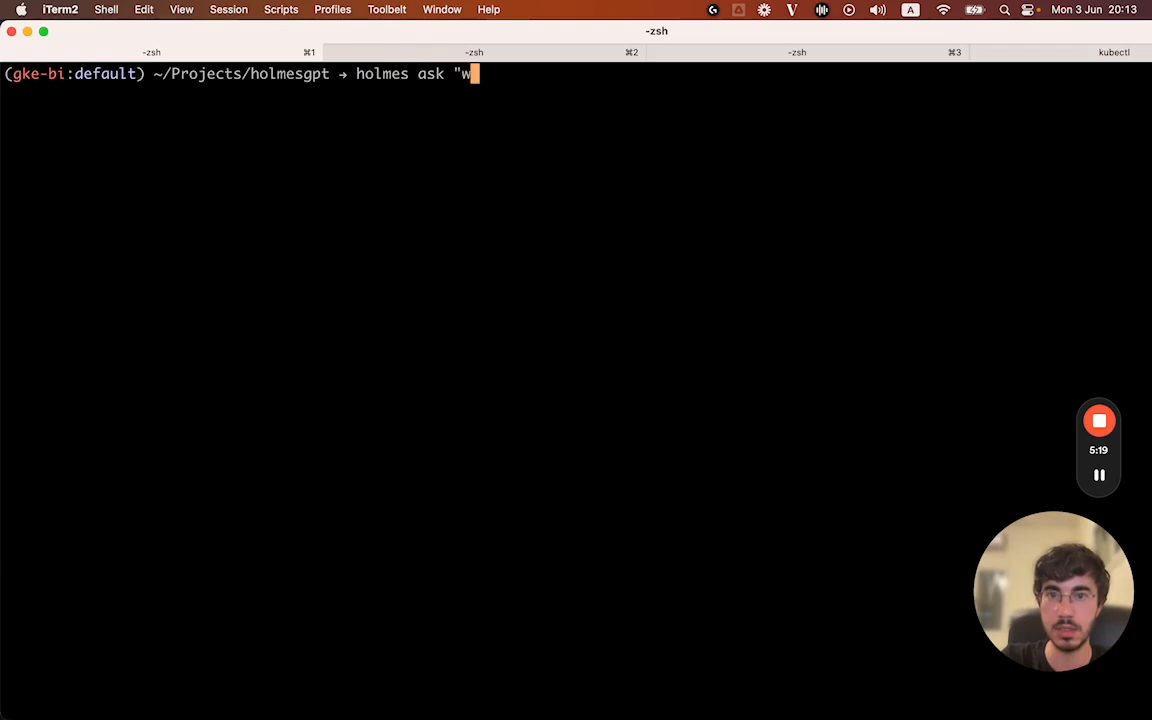 iTerm2 Shell Edit View Session Scripts Profiles Toolbelt Window Help A Mon 3 Jun 20:13
-zsh
-zsh ⌘1 -zsh ⌘2 -zsh ⌘3 kubectl
(gke-bi:default) ~/Projects/holmesgpt → holmes ask "w
5:19